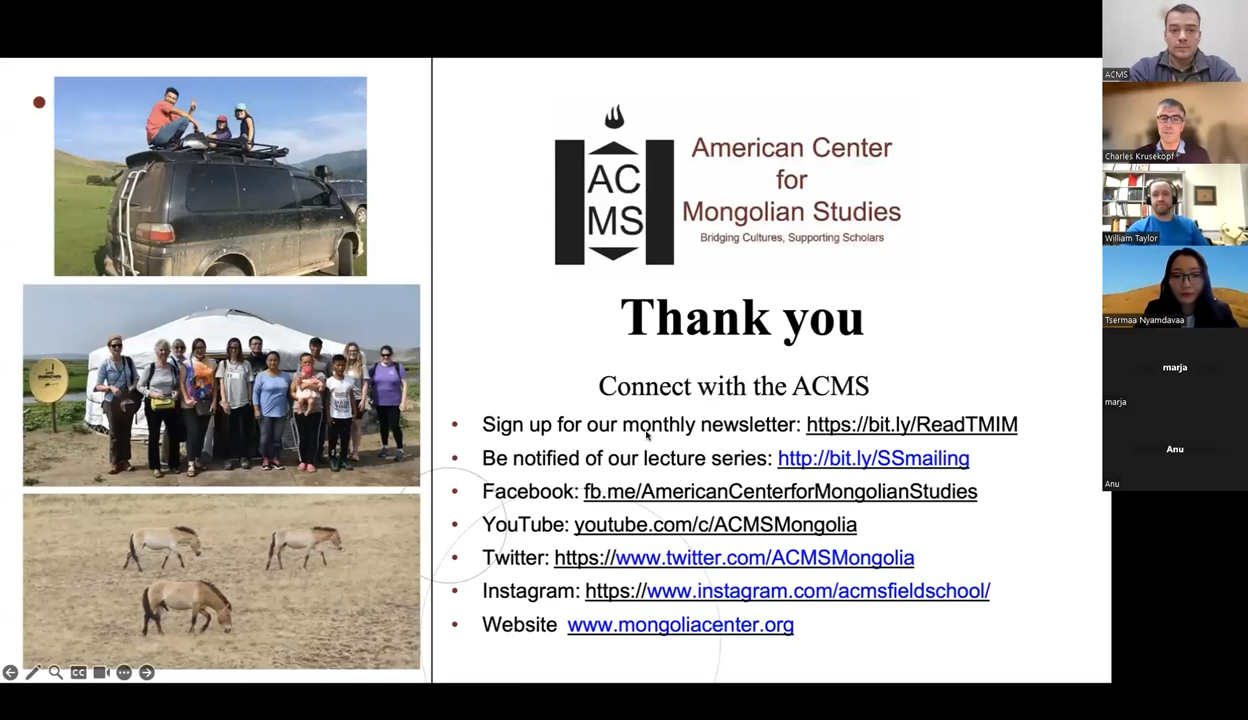 AC
MS
American Center
for
Mongolian Studies
Bridging Cultures, Supporting Scholars
Thank you
Connect with the ACMS
• Sign up for our monthly newsletter: https://bit.ly/ReadTMIM
• Be notified of our lecture series: http://bit.ly/SSmailing
• Facebook: fb.me/AmericanCenterforMongolianStudies
• YouTube: youtube.com/c/ACMSMongolia
• Twitter: https://www.twitter.com/ACMSMongolia
• Instagram: https://www.instagram.com/acmsfieldschool/
• Website www.mongoliacenter.org
CC
ACMS
Charles Krusekopf
William Taylor
Tsermaa Nyamdavaa
marja
marja
Anu
Anu